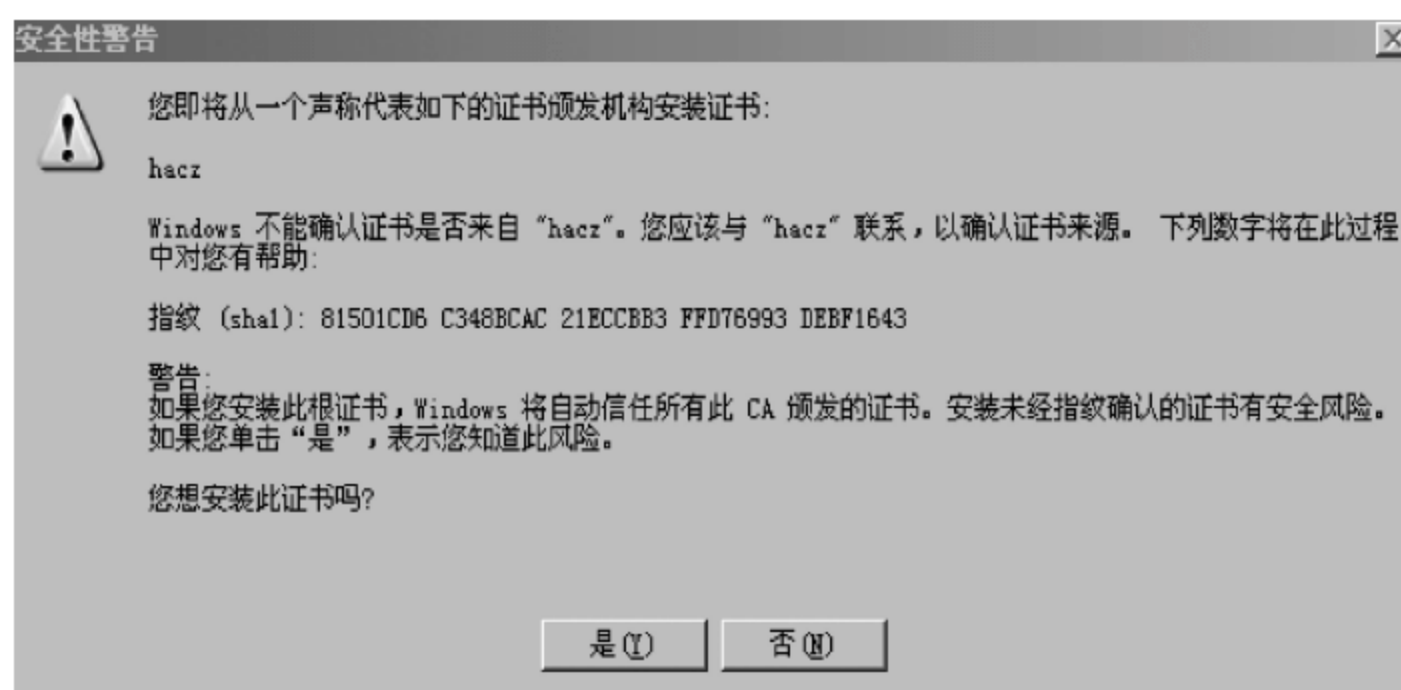 安全性警告
您即将从一个声称代表如下的证书颁发机构安装证书:
hacz
Windows 不能确认证书是否来自 "hacz"。您应该与 "hacz" 联系，以确认证书来源。 下列数字将在此过程
中对您有帮助:
指纹 (sha1): 81501CD6 C348BCAC 21ECCBB3 FFD76993 DEBF1643
警告:
如果您安装此根证书，Windows 将自动信任所有此 CA 颁发的证书。安装未经指纹确认的证书有安全风险。
如果您单击“是”，表示您知道此风险。
您想安装此证书吗?
是(Y) 否(N)